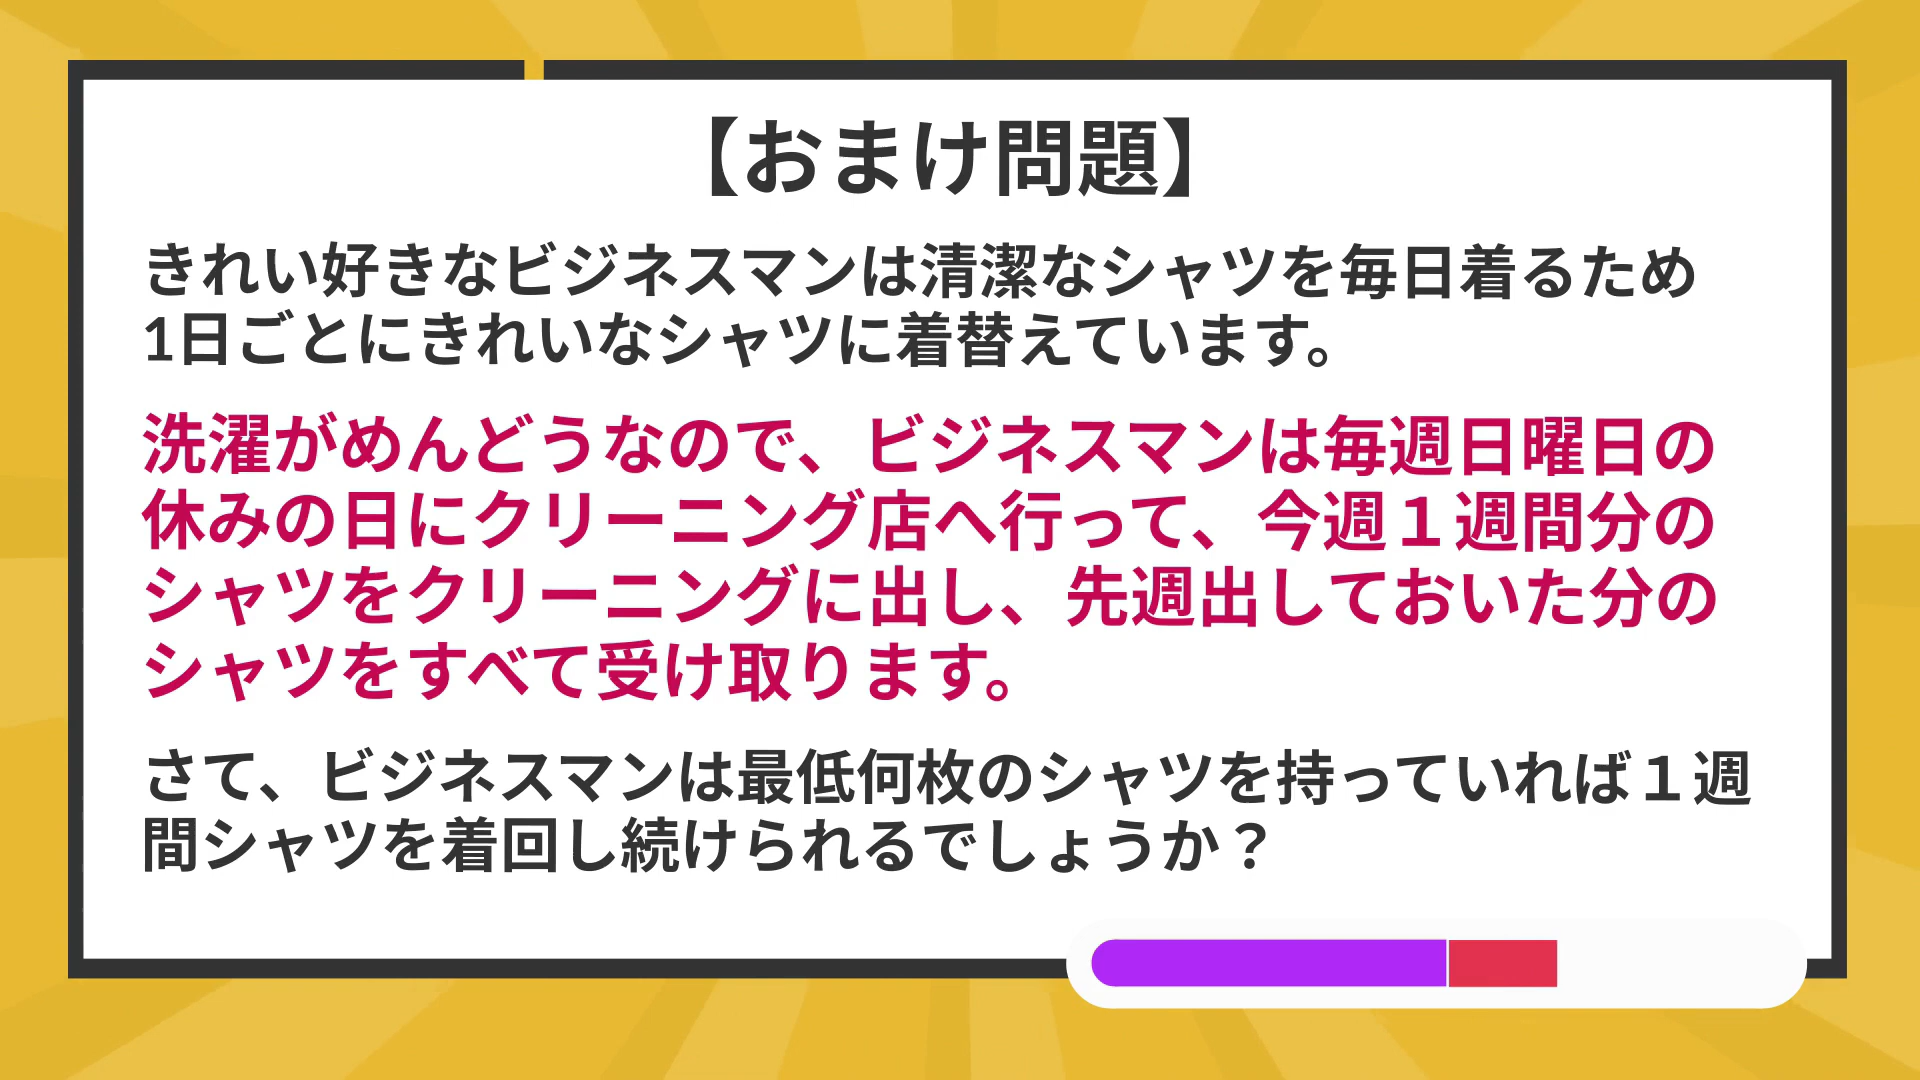 【おまけ問題】
きれい好きなビジネスマンは清潔なシャツを毎日着るため
1日ごとにきれいなシャツに着替えています。
洗濯がめんどうなので、ビジネスマンは毎週日曜日の
休みの日にクリーニング店へ行って、今週１週間分の
シャツをクリーニングに出し、先週出しておいた分の
シャツをすべて受け取ります。
さて、ビジネスマンは最低何枚のシャツを持っていれば１週
間シャツを着回し続けられるでしょうか？